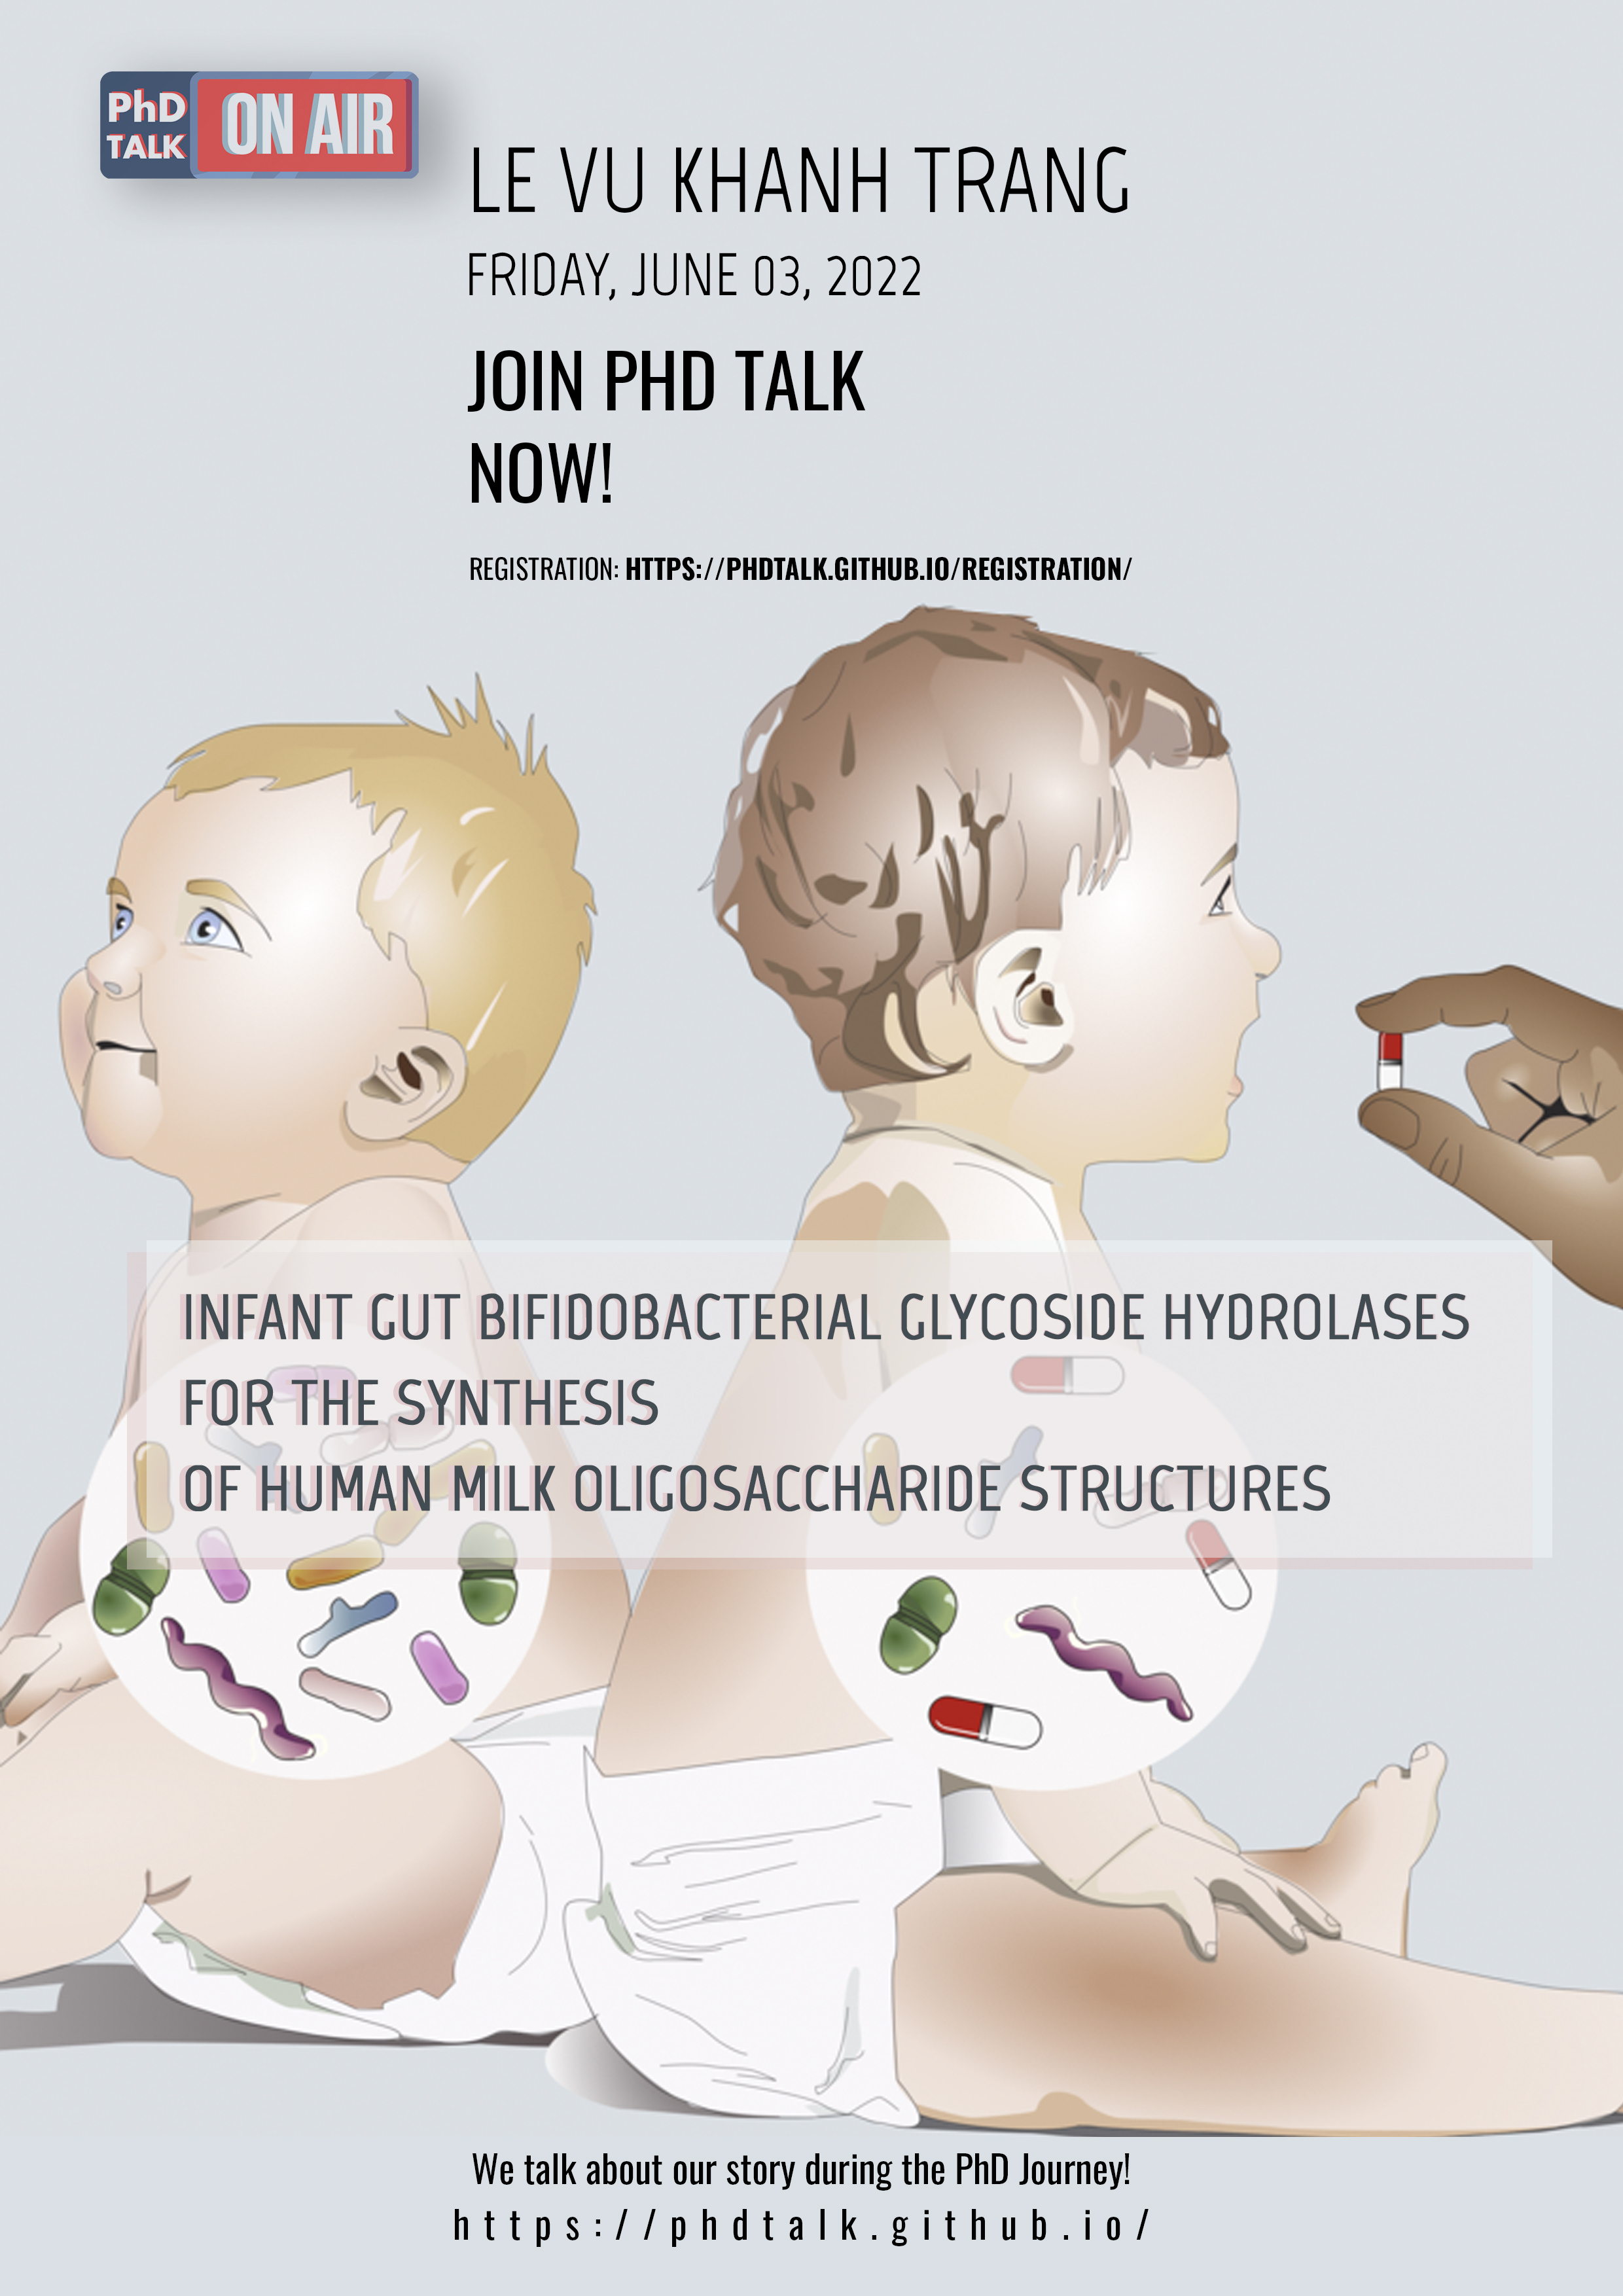 PhD
TALK
ON AIR
LE VU KHANH TRANG
FRIDAY, JUNE 03, 2022
JOIN PHD TALK
NOW!
REGISTRATION: HTTPS://PHDTALK.GITHUB.IO/REGISTRATION/
INFANT GUT BIFIDOBACTERIAL GLYCOSIDE HYDROLASES
FOR THE SYNTHESIS
OF HUMAN MILK OLIGOSACCHARIDE STRUCTURES
We talk about our story during the PhD Journey!
https://phdtalk.github.io/